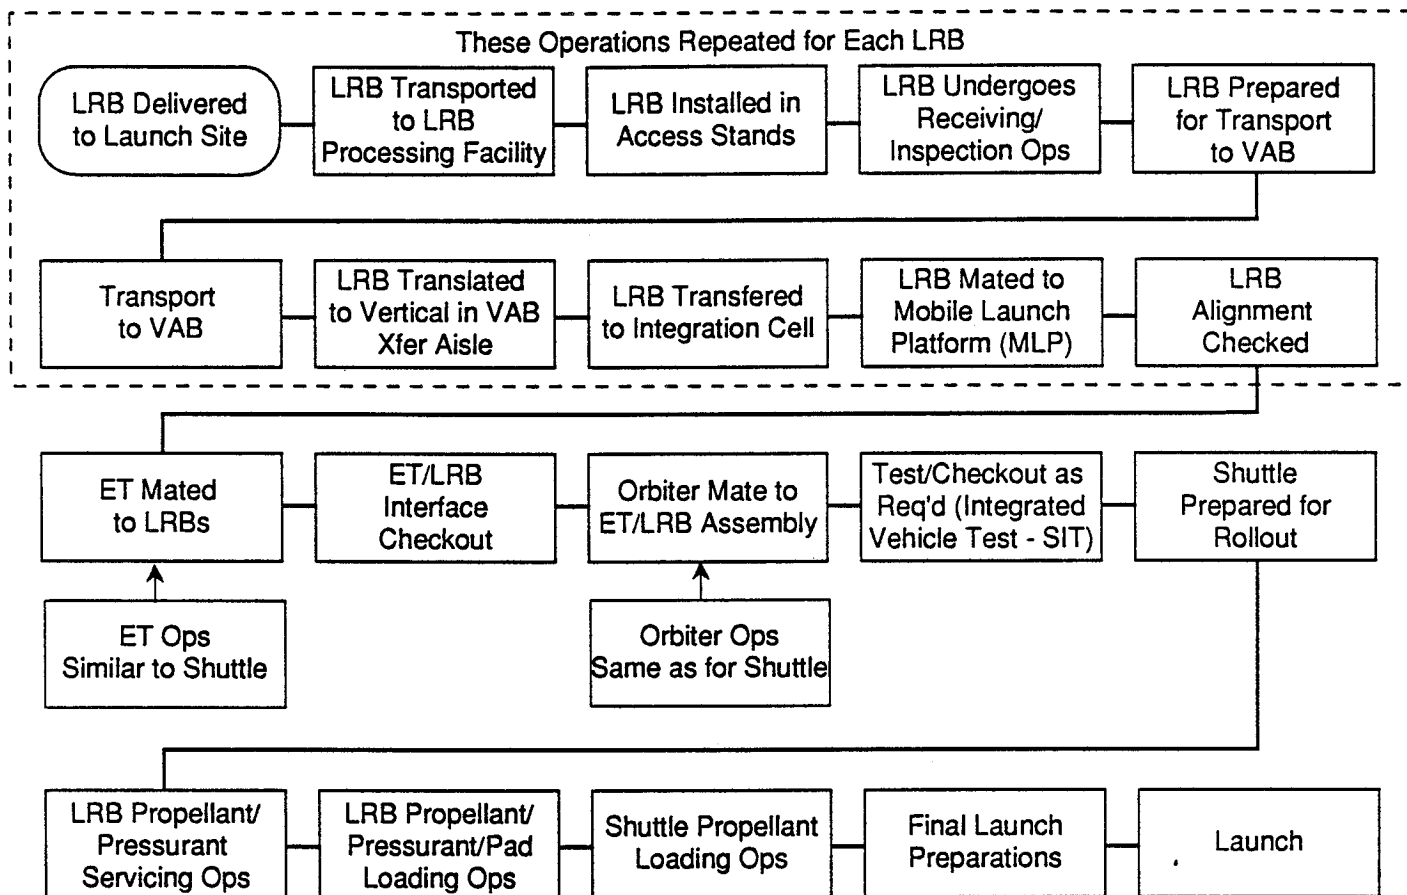 These Operations Repeated for Each LRB
LRB Delivered
to Launch Site
LRB Transported
to LRB
Processing Facility
LRB Installed in
Access Stands
LRB Undergoes
Receiving/
Inspection Ops
LRB Prepared
for Transport
to VAB
Transport
to VAB
LRB Translated
to Vertical in VAB
Xfer Aisle
LRB Transfered
to Integration Cell
LRB Mated to
Mobile Launch
Platform (MLP)
LRB
Alignment
Checked
ET Mated
to LRBs
ET/LRB
Interface
Checkout
Orbiter Mate to
ET/LRB Assembly
Test/Checkout as
Req'd (Integrated
Vehicle Test - SIT)
Shuttle
Prepared for
Rollout
ET Ops
Similar to Shuttle
Orbiter Ops
Same as for Shuttle
LRB Propellant/
Pressurant
Servicing Ops
LRB Propellant/
Pressurant/Pad
Loading Ops
Shuttle Propellant
Loading Ops
Final Launch
Preparations
Launch